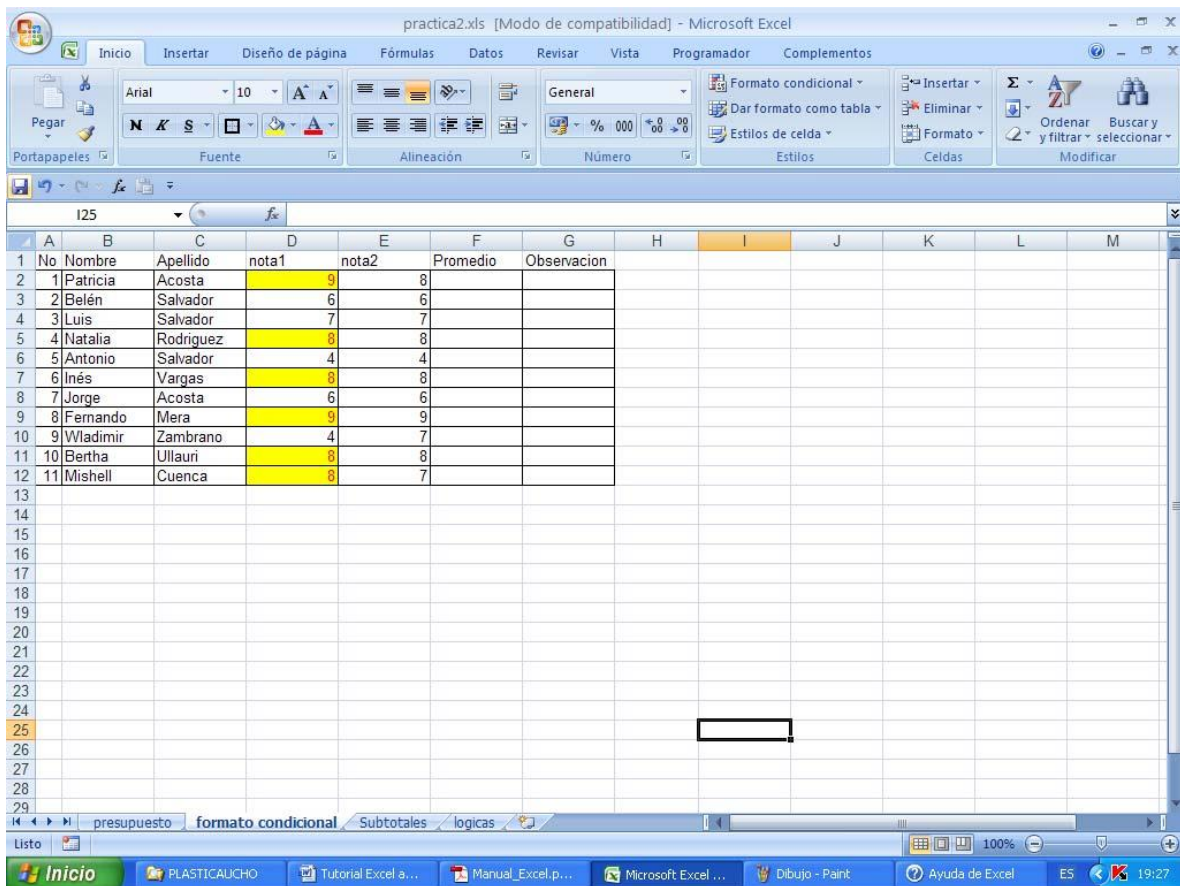 practica2.xls [Modo de compatibilidad] - Microsoft Excel
Inicio Insertar Diseño de página Fórmulas Datos Revisar Vista Programador Complementos
Pegar
Arial 10
N K S
General
% 000
Formato condicional
Dar formato como tabla
Estilos de celda
Insertar
Eliminar
Formato
Σ
Ordenar y filtrar
Buscar y seleccionar
Portapapeles Fuente Alineación Número Estilos Celdas Modificar
I25 fx
A B C D E F G H I J K L M
1 No Nombre Apellido nota1 nota2 Promedio Observacion
2 1 Patricia Acosta 9 8
3 2 Belén Salvador 6 6
4 3 Luis Salvador 7 7
5 4 Natalia Rodriguez 8 8
6 5 Antonio Salvador 4 4
7 6 Inés Vargas 8 8
8 7 Jorge Acosta 6 6
9 8 Fernando Mera 9 9
10 9 Wladimir Zambrano 4 7
11 10 Bertha Ullauri 8 8
12 11 Mishell Cuenca 8 7
13
14
15
16
17
18
19
20
21
22
23
24
25
26
27
28
29
presupuesto formato condicional Subtotales logicas
Listo 100%
Inicio PLASTICAUCHO Tutorial Excel a... Manual_Excel.p... Microsoft Excel ... Dibujo - Paint Ayuda de Excel ES 19:27